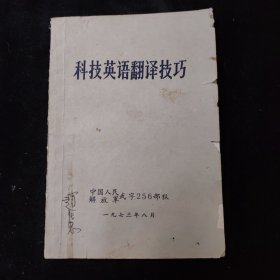 科技英语翻译技巧
中国人民
解放军 字256部队
一九七三年八月